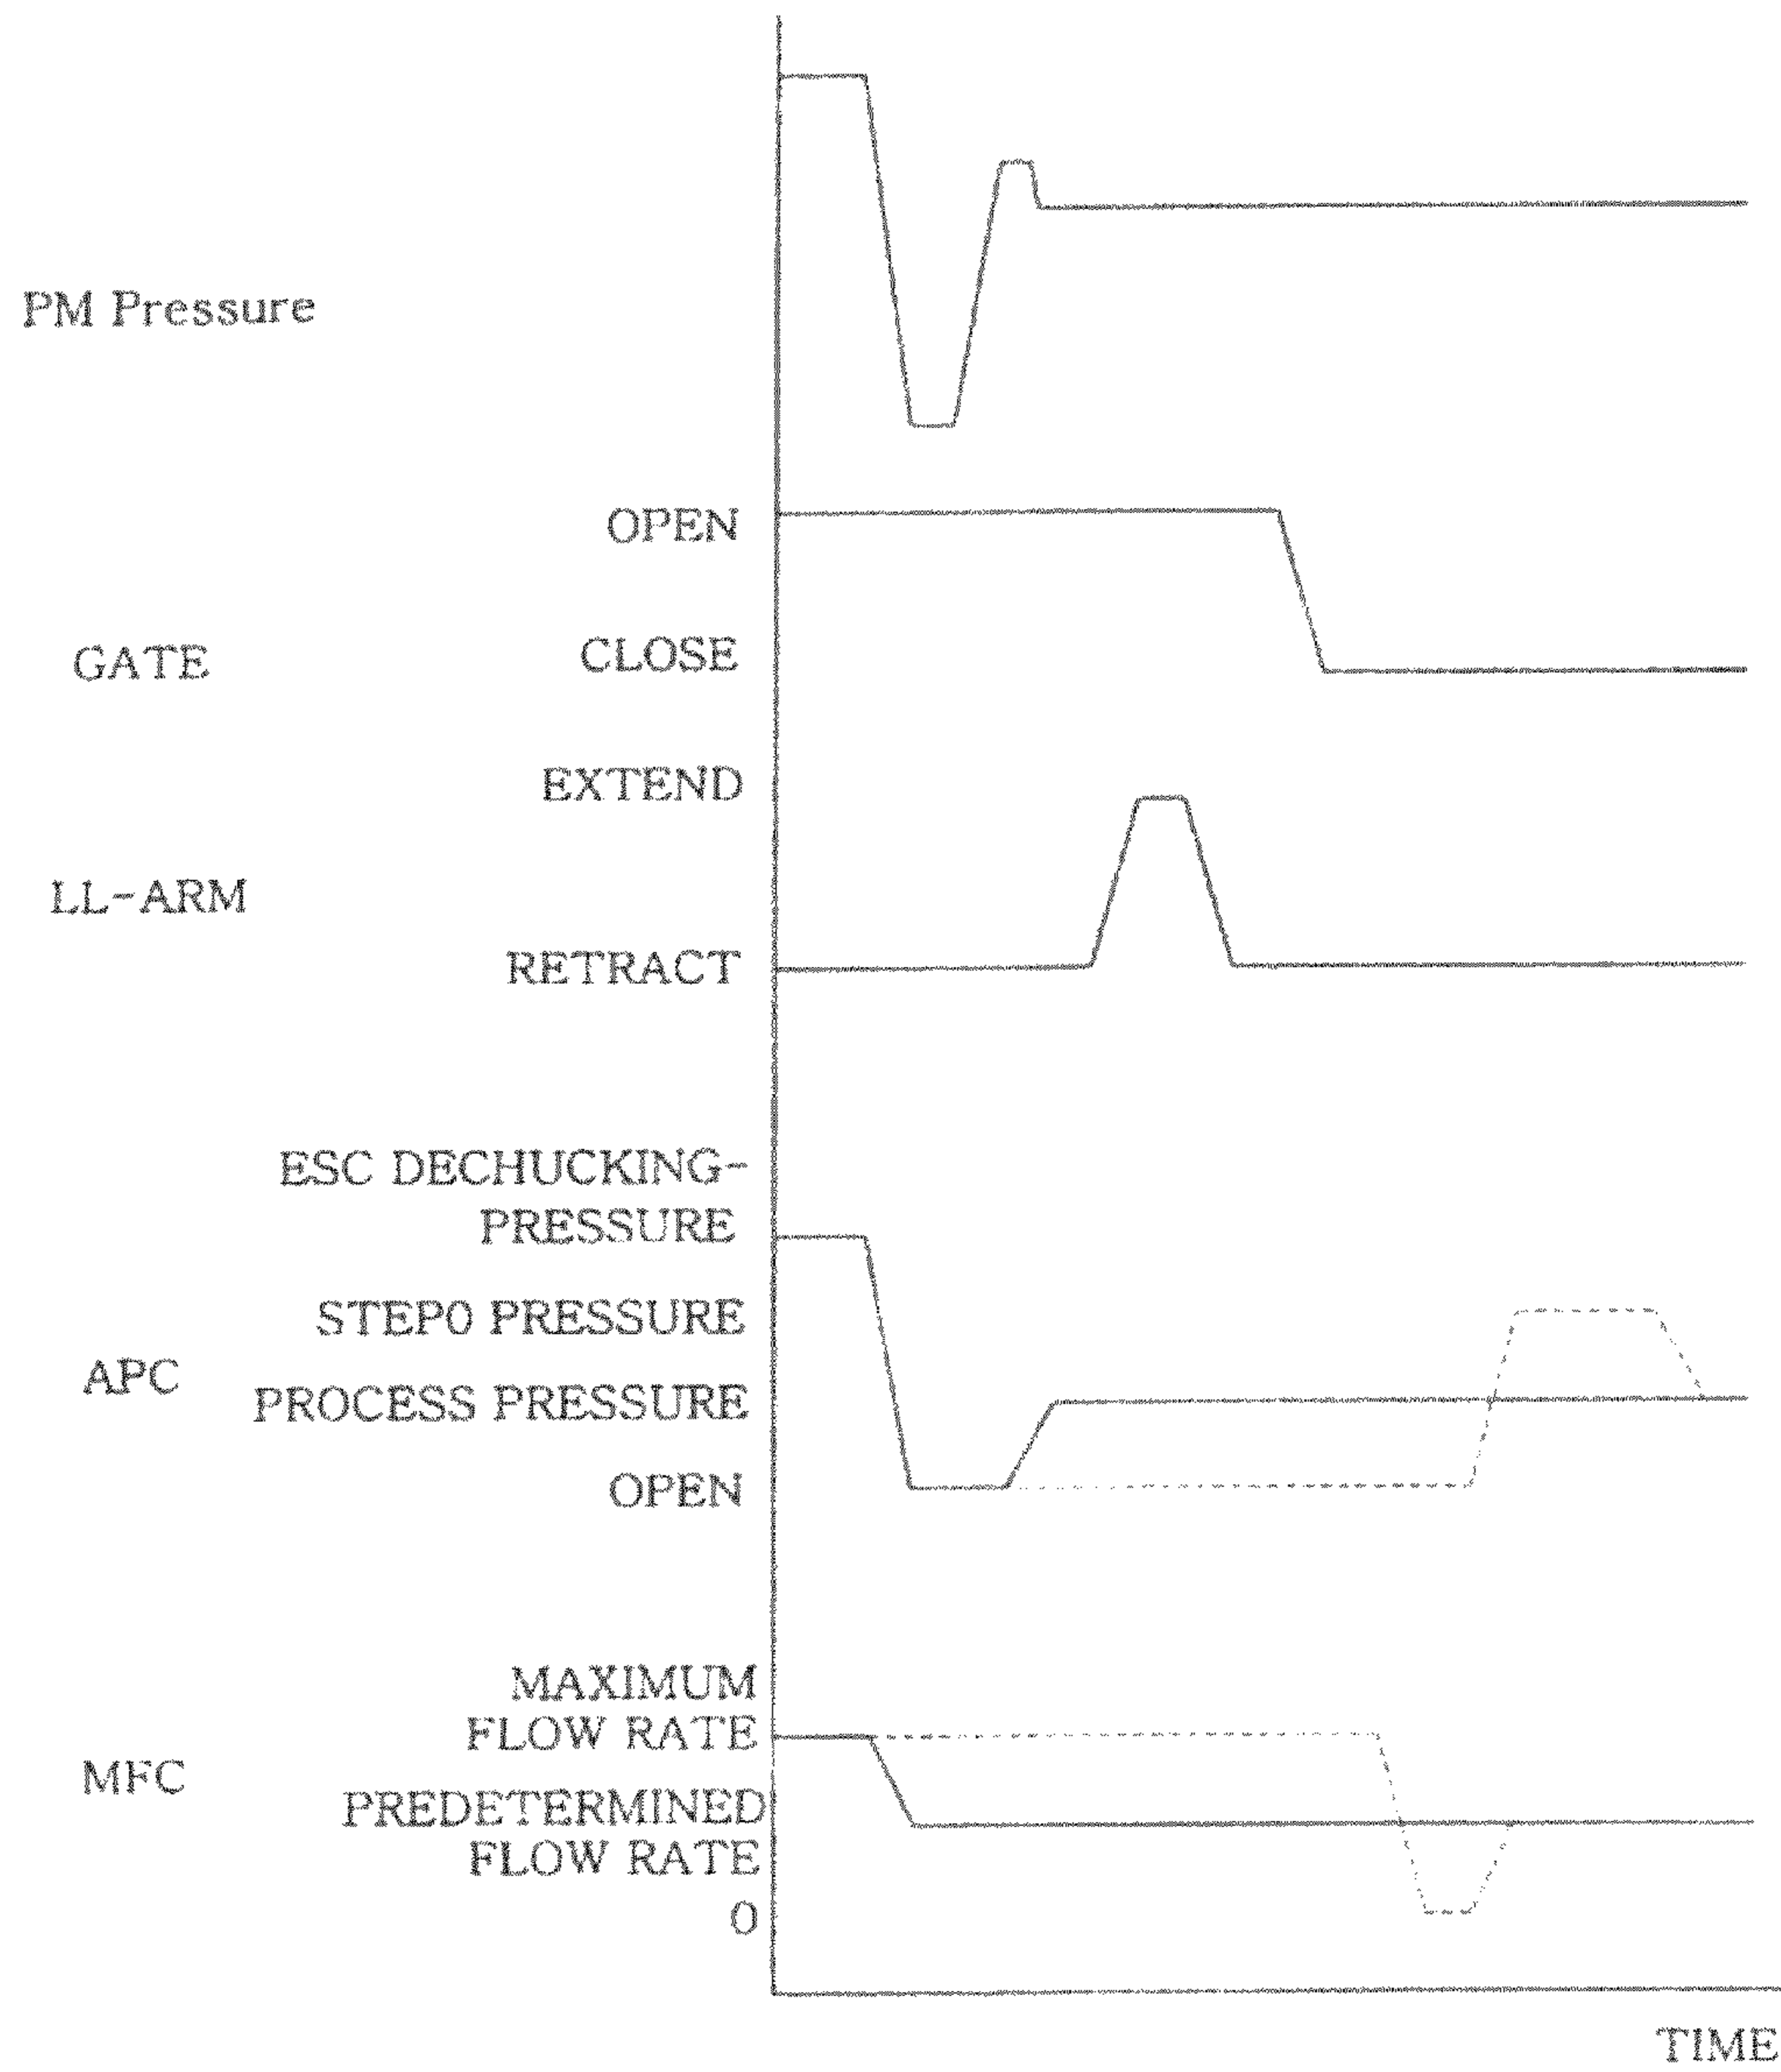 PM Pressure
OPEN
GATE
CLOSE
EXTEND
LL-ARM
RETRACT
ESC DECHUCKING-
PRESSURE
STEP0 PRESSURE
APC
PROCESS PRESSURE
OPEN
MAXIMUM
FLOW RATE
MFC
PREDETERMINED
FLOW RATE
0
TIME